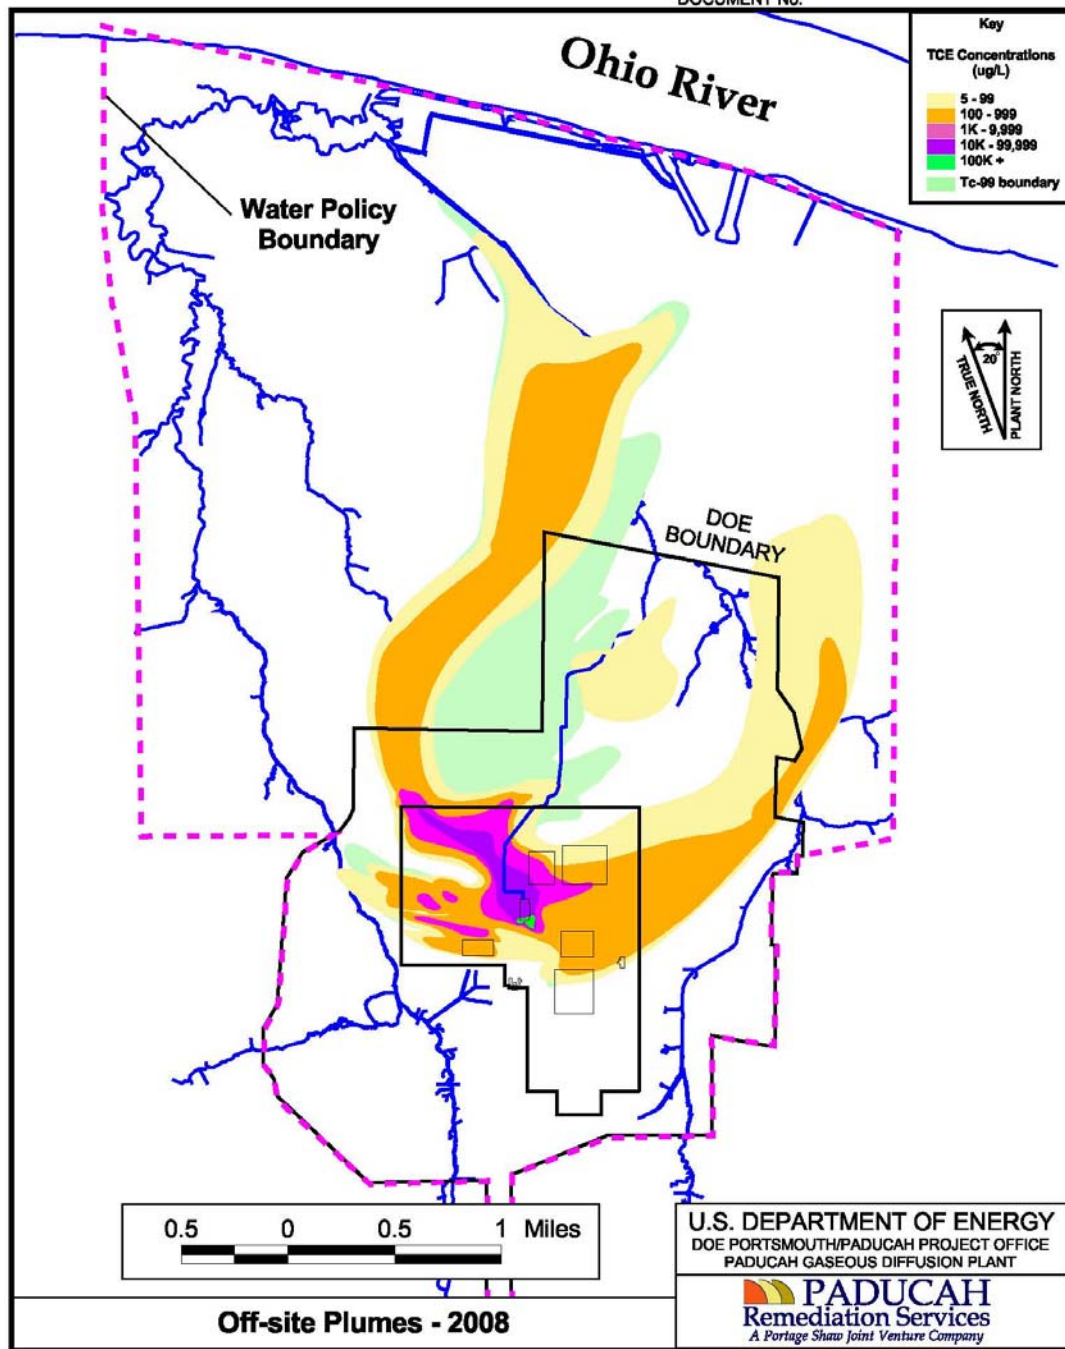 DOCUMENT No.
Ohio River
Key
TCE Concentrations
(ug/L)
5 - 99
100 - 999
1K - 9,999
10K - 99,999
100K +
Tc-99 boundary
Water Policy
Boundary
20°
TRUE NORTH
PLANT NORTH
DOE
BOUNDARY
0.5 0 0.5 1 Miles
U.S. DEPARTMENT OF ENERGY
DOE PORTSMOUTH/PADUCAH PROJECT OFFICE
PADUCAH GASEOUS DIFFUSION PLANT
PADUCAH
Remediation Services
A Portage Shaw Joint Venture Company
Off-site Plumes - 2008